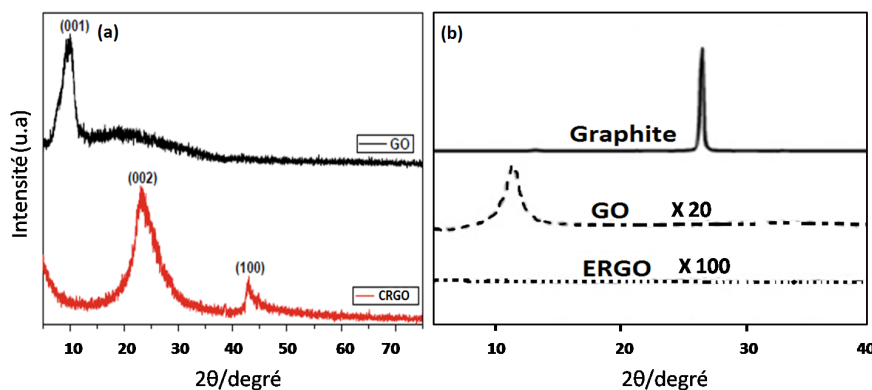 (a)
(001)
GO
(002)
(100)
CRGO
Intensité (u.a)
10 20 30 40 50 60 70
2θ/degré
(b)
Graphite
GO X 20
ERGO X 100
10 20 30 40
2θ/degré